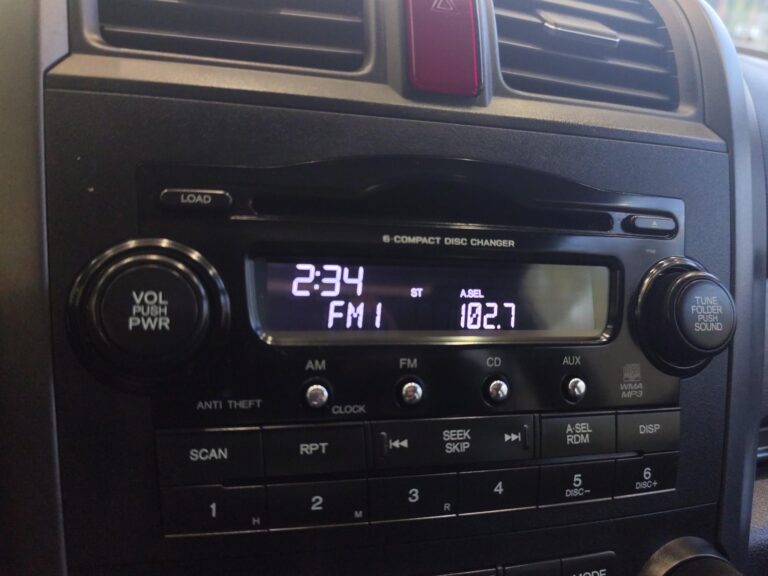 LOAD
6 COMPACT DISC CHANGER
2:34 ST A.SEL
FM1 102.7
VOL
PUSH
PWR
TUNE
FOLDER
PUSH
SOUND
AM FM CD AUX
ANTI THEFT CLOCK
WMA
MP3
SCAN RPT SEEK
SKIP A.SEL
RDM DISP
1 H 2 M 3 R 4 5
DISC− 6
DISC+
MODE